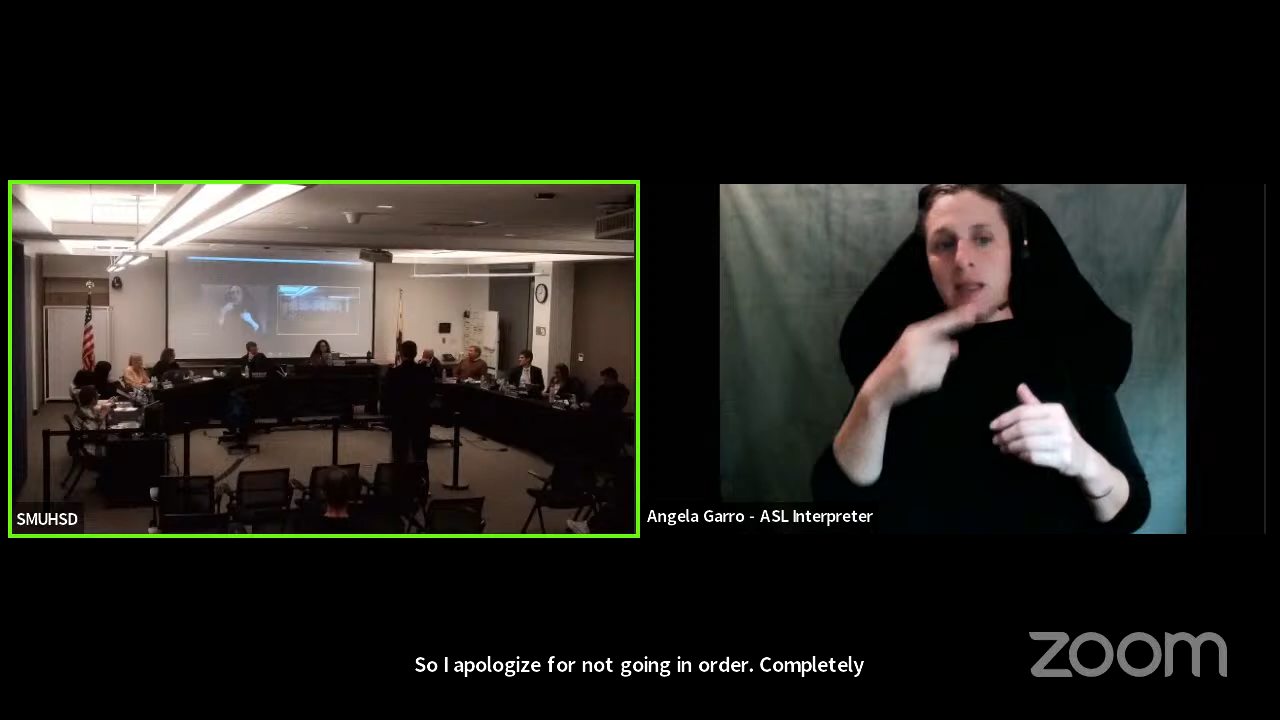 SMUHSD
Angela Garro - ASL Interpreter
So I apologize for not going in order. Completely
zoom